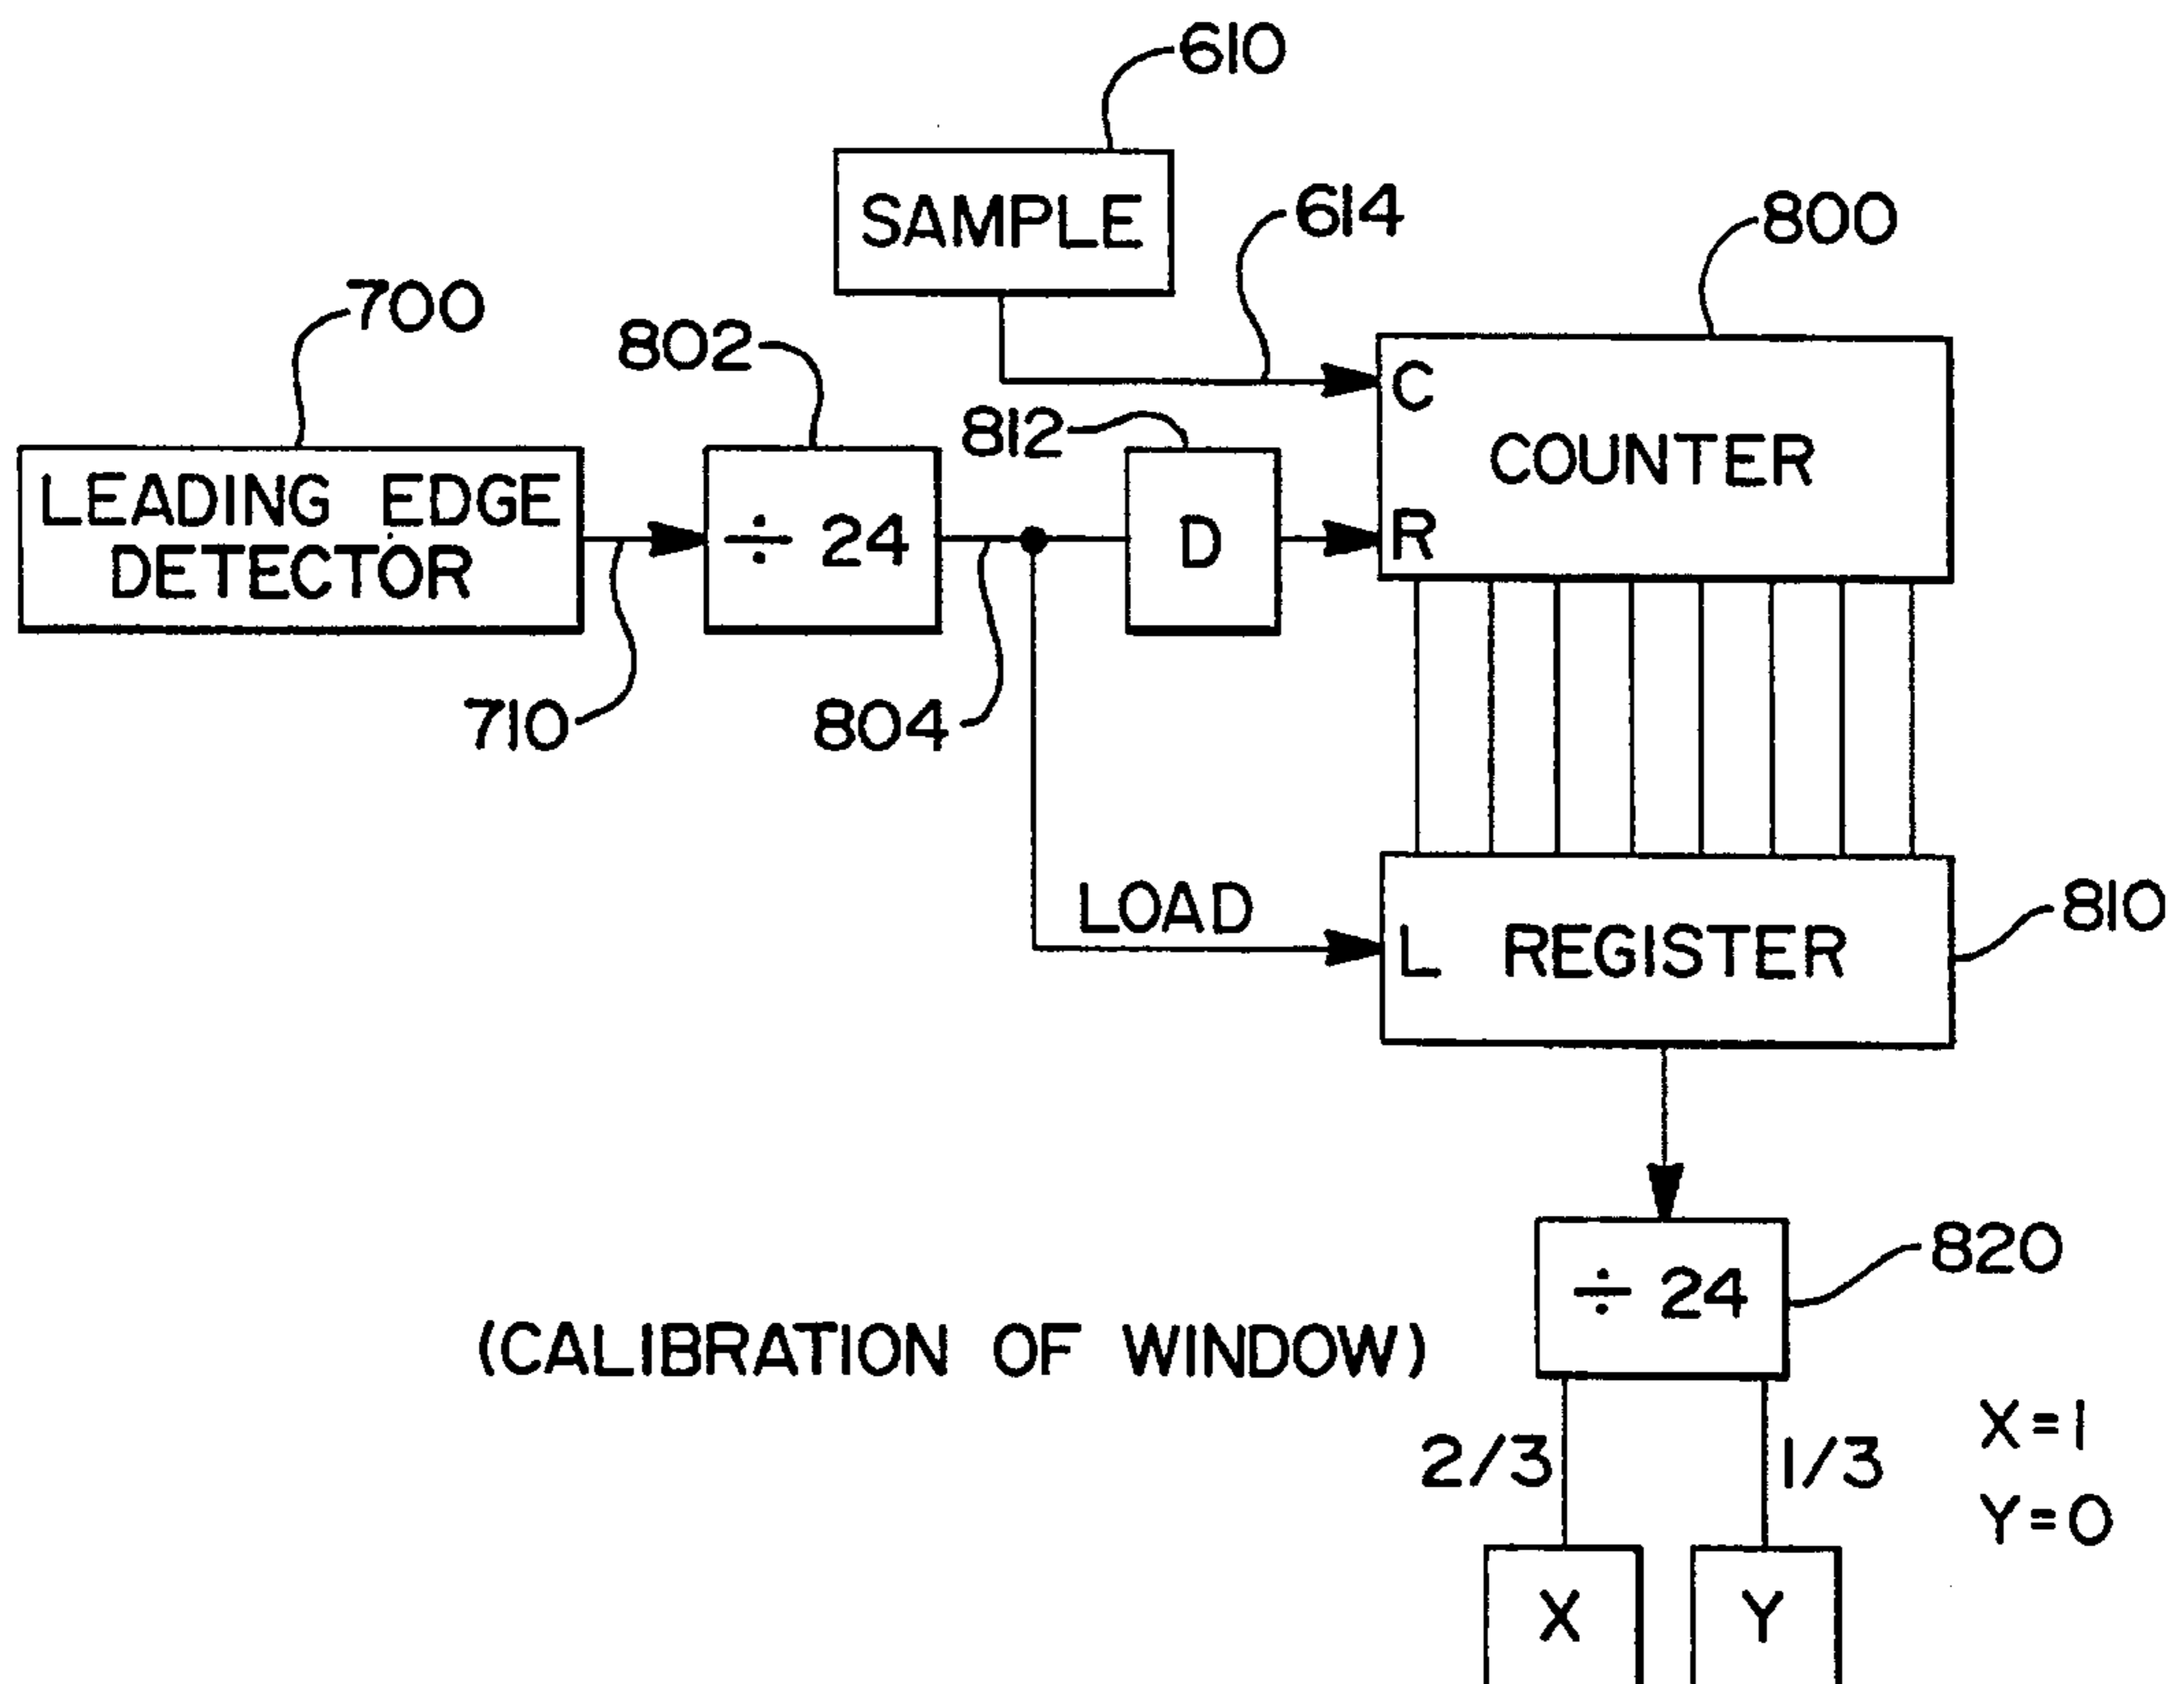 610
SAMPLE
614
800
700
802
C
812
COUNTER
LEADING EDGE
DETECTOR
÷ 24
D
R
710
804
LOAD
L REGISTER
810
÷ 24
820
(CALIBRATION OF WINDOW)
2/3
1/3
X=1
Y=0
X
Y